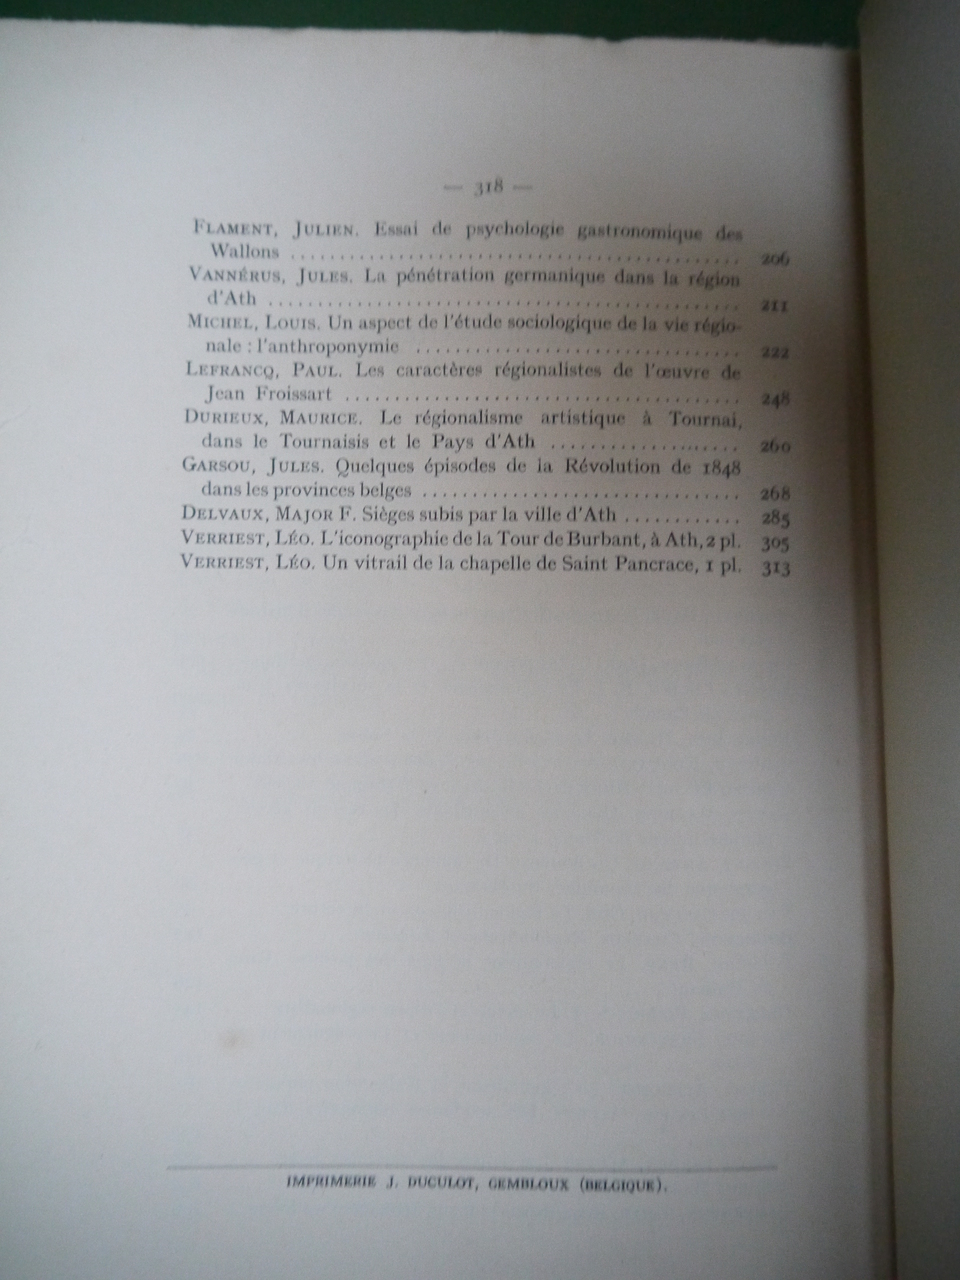 — 318 —
FLAMENT, JULIEN. Essai de psychologie gastronomique des
Wallons ........................................ 206
VANNÉRUS, JULES. La pénétration germanique dans la région
d'Ath ........................................ 211
MICHEL, LOUIS. Un aspect de l'étude sociologique de la vie régio-
nale : l'anthroponymie ................................. 222
LEFRANCQ, PAUL. Les caractères régionalistes de l'œuvre de
Jean Froissart ........................................ 248
DURIEUX, MAURICE. Le régionalisme artistique à Tournai,
dans le Tournaisis et le Pays d'Ath ....................... 260
GARSOU, JULES. Quelques épisodes de la Révolution de 1848
dans les provinces belges ................................ 268
DELVAUX, MAJOR F. Sièges subis par la ville d'Ath ............ 285
VERRIEST, LÉO. L'iconographie de la Tour de Burbant, à Ath, 2 pl. 305
VERRIEST, LÉO. Un vitrail de la chapelle de Saint Pancrace, 1 pl. 313
IMPRIMERIE J. DUCULOT, GEMBLOUX (BELGIQUE).